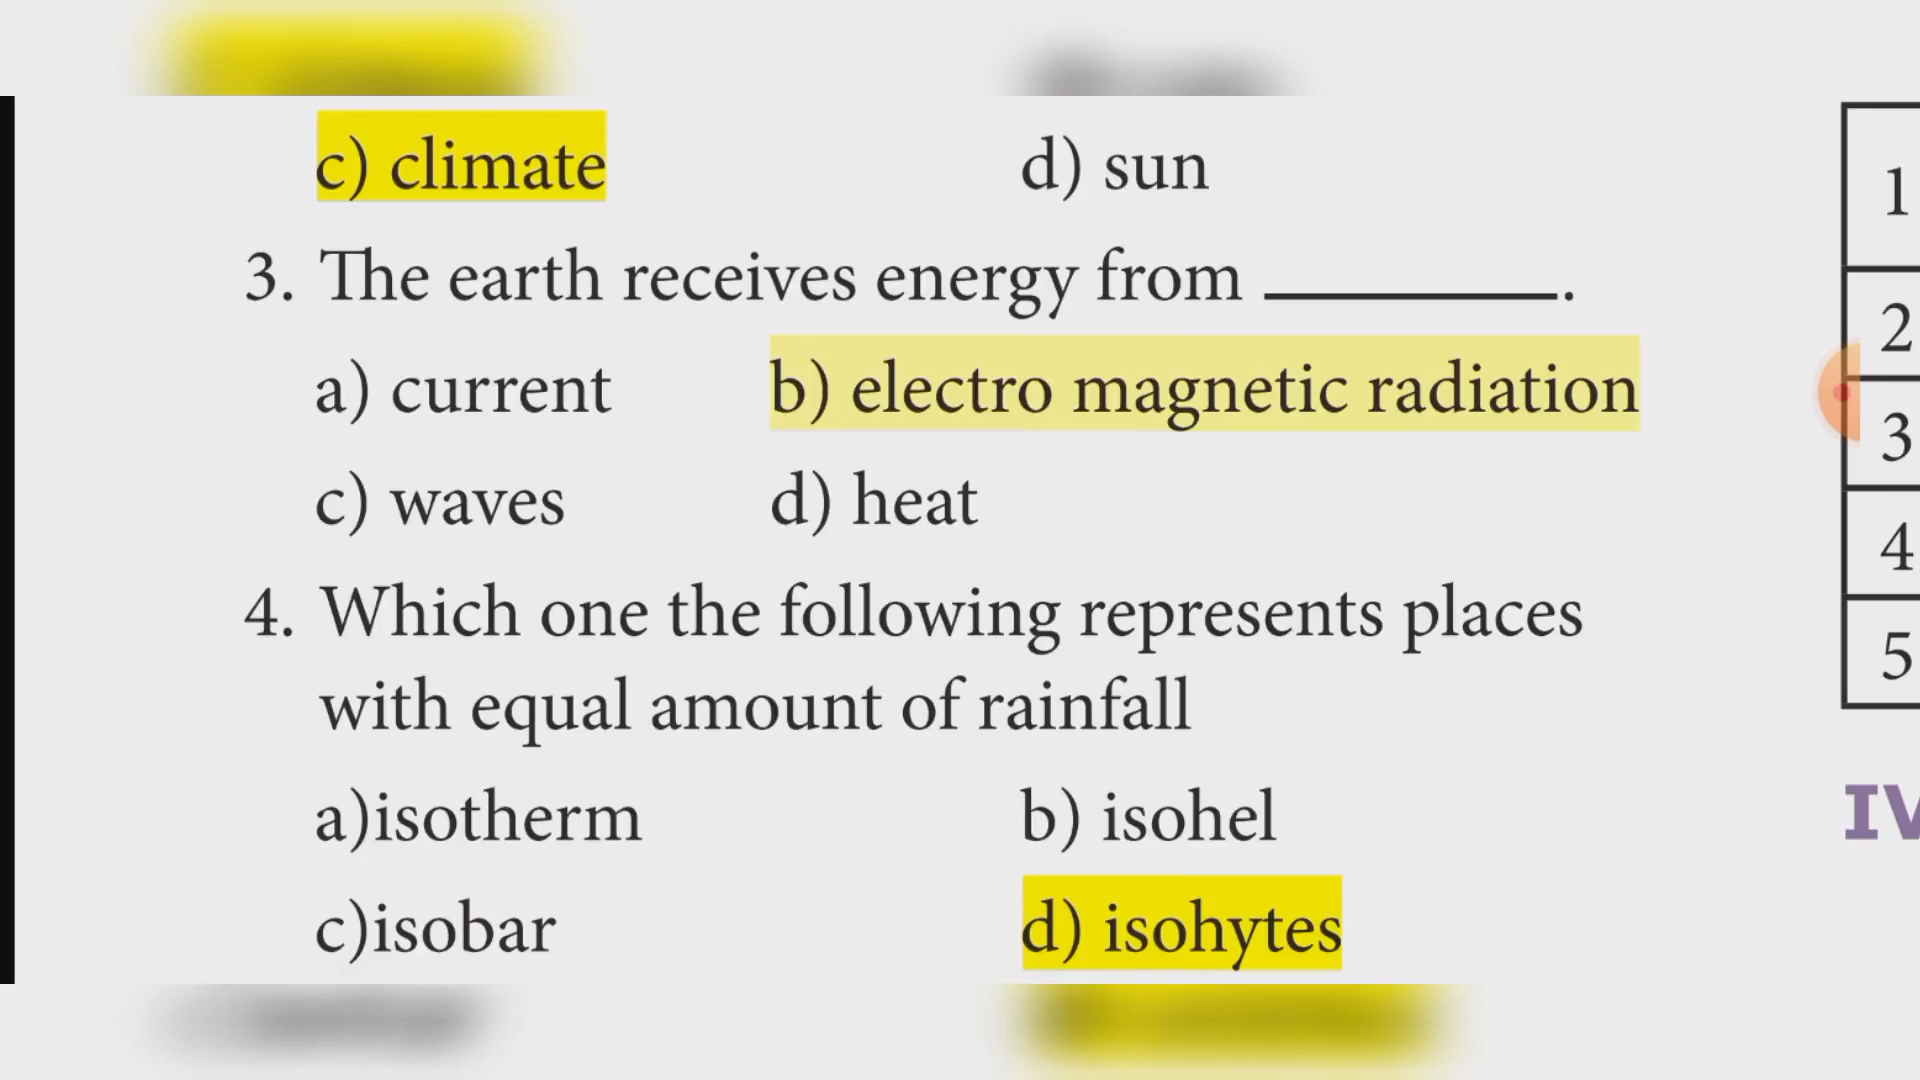 c) climate d) sun
3. The earth receives energy from ________.
a) current b) electro magnetic radiation
c) waves d) heat
4. Which one the following represents places
with equal amount of rainfall
a)isotherm b) isohel
c)isobar d) isohytes
1
2
3
4
5
IV